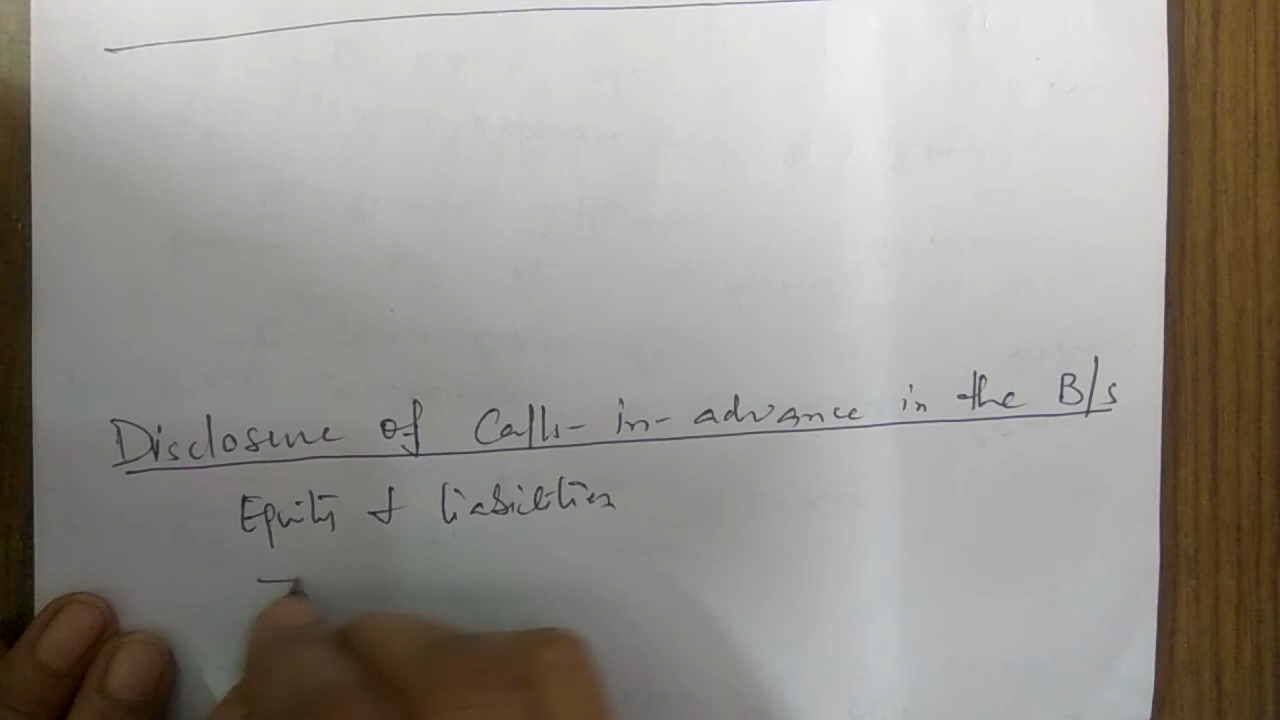 Disclosure of Calls-in-advance in the B/s
Equity & liabilities